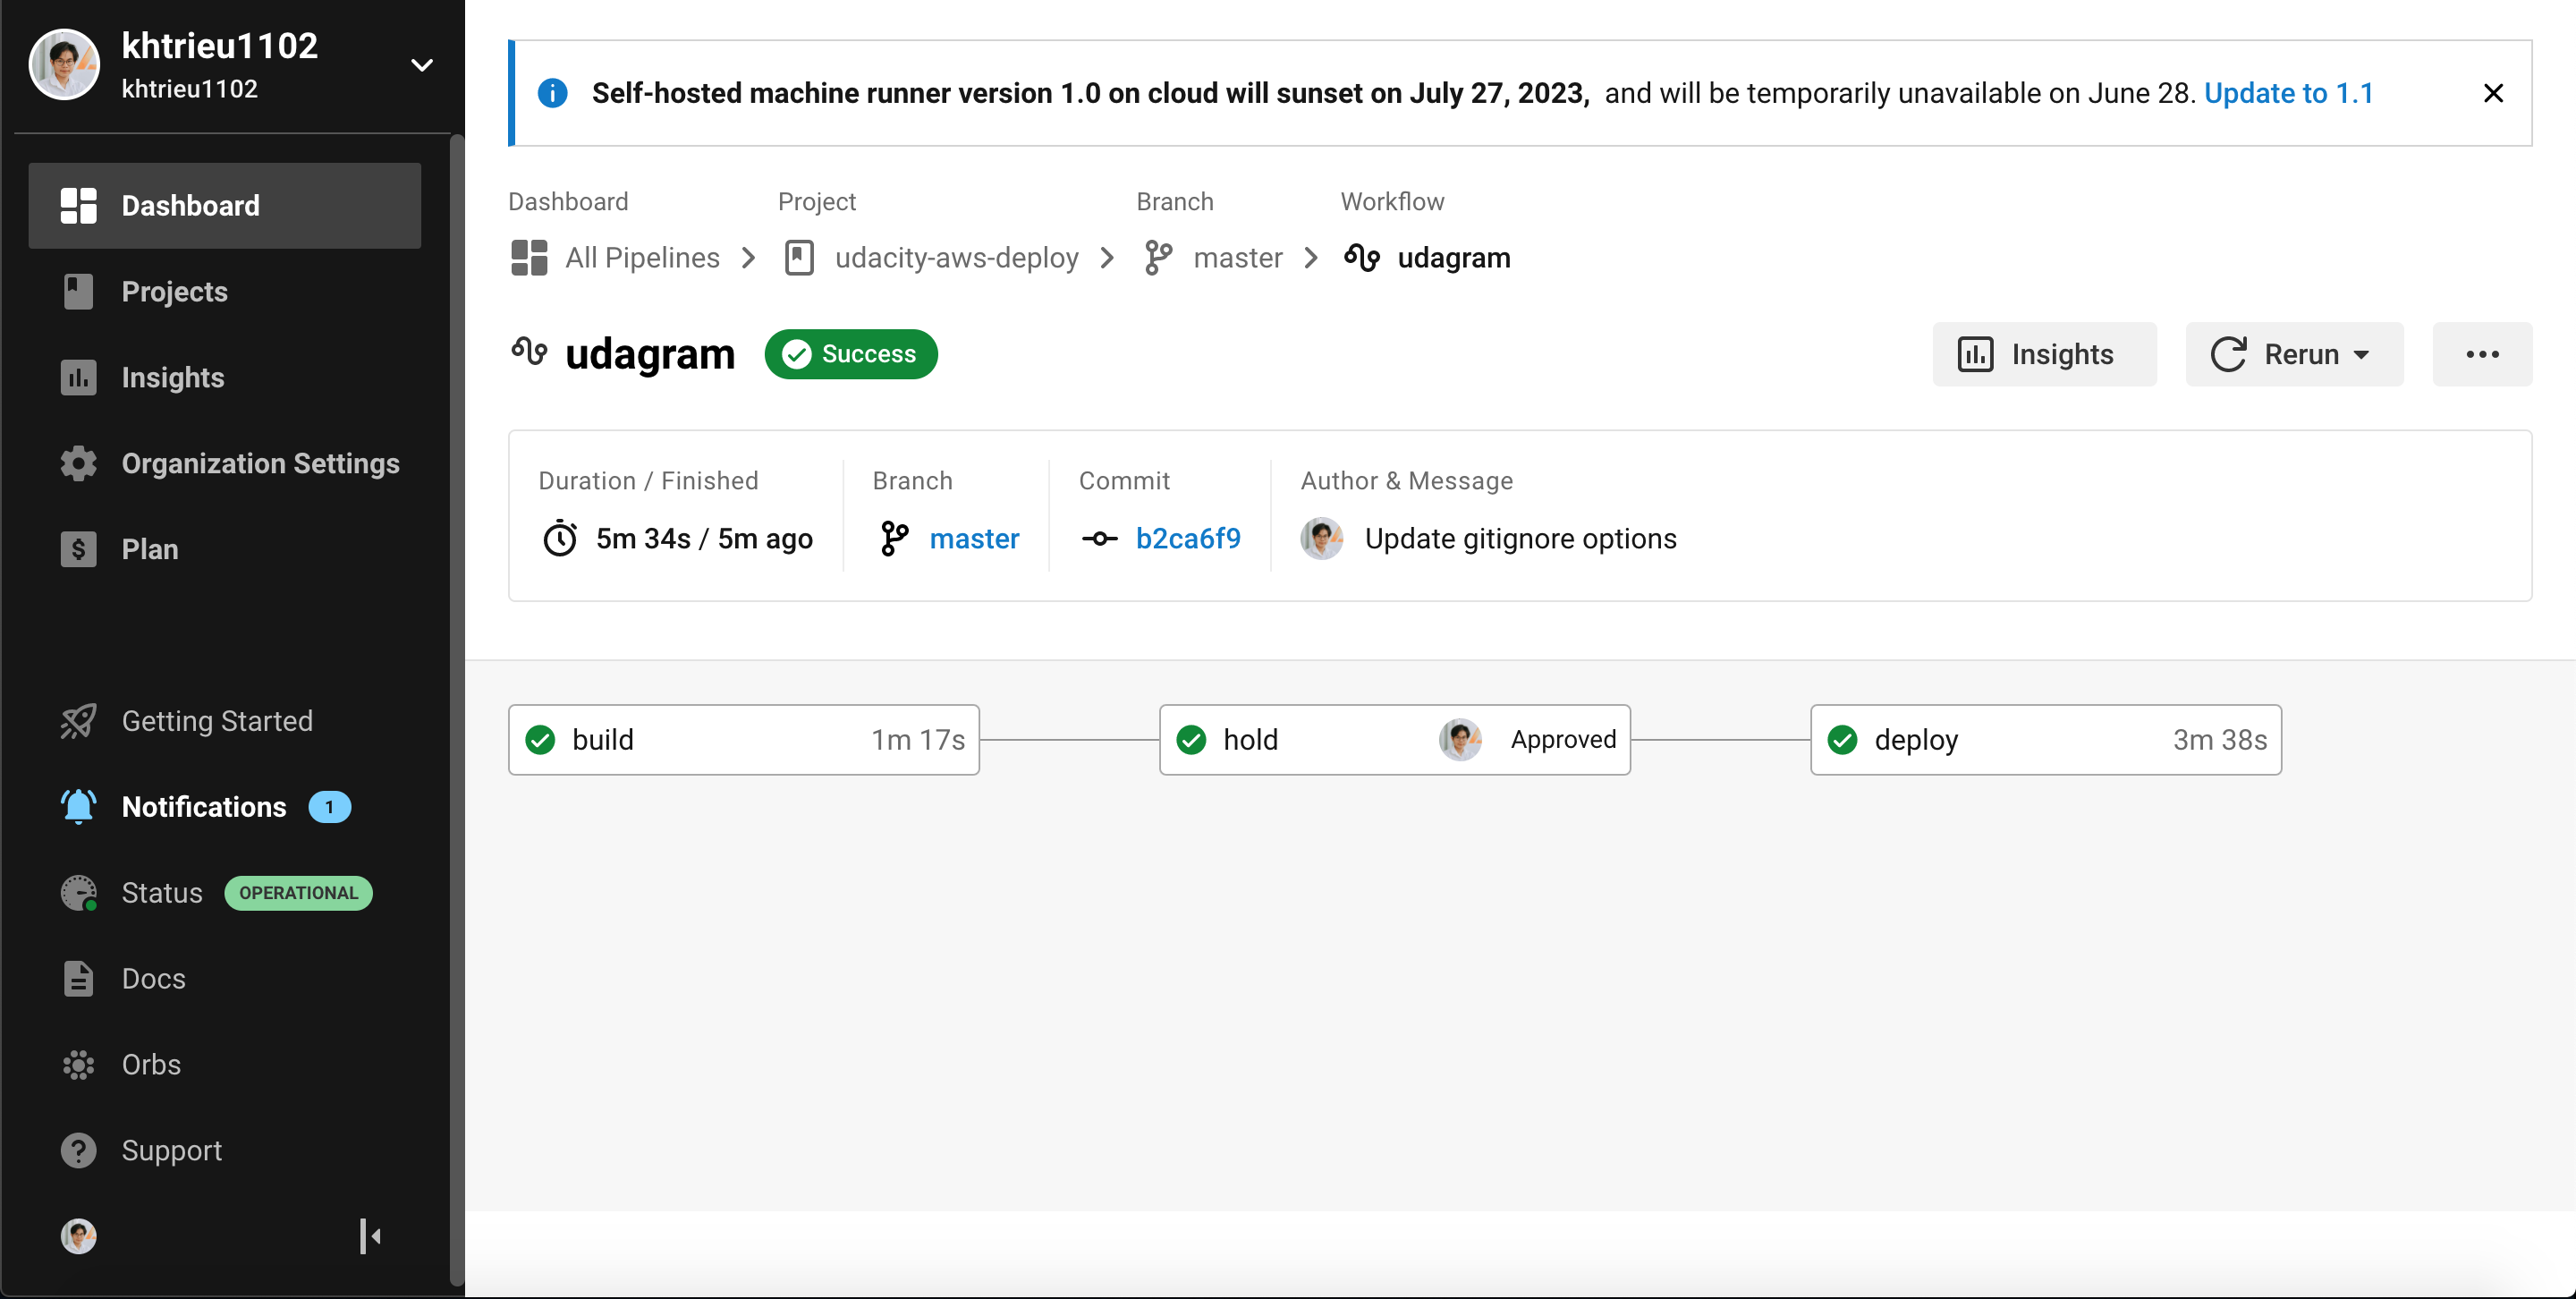 khtrieu1102
khtrieu1102
Dashboard
Projects
Insights
Organization Settings
Plan
Getting Started
Notifications 1
Status OPERATIONAL
Docs
Orbs
Support
Self-hosted machine runner version 1.0 on cloud will sunset on July 27, 2023, and will be temporarily unavailable on June 28. Update to 1.1
Dashboard Project Branch Workflow
All Pipelines udacity-aws-deploy master udagram
udagram Success Insights Rerun
Duration / Finished Branch Commit Author & Message
5m 34s / 5m ago master b2ca6f9 Update gitignore options
build 1m 17s hold Approved deploy 3m 38s